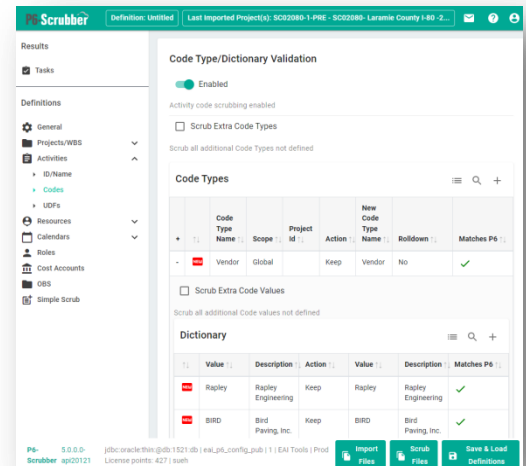 P6-Scrubber
Definition: Untitled
Last Imported Project(s): SC02080-1-PRE - SC02080- Laramie County I-80 -2...
Results
Tasks
Definitions
General
Projects/WBS
Activities
ID/Name
Codes
UDFs
Resources
Calendars
Roles
Cost Accounts
OBS
Simple Scrub
Code Type/Dictionary Validation
Enabled
Activity code scrubbing enabled
Scrub Extra Code Types
Scrub all additional Code Types not defined
Code Types
+ Code Type Name Scope Project Id Action New Code Type Name Rolldown Matches P6
- NEW Vendor Global Keep Vendor No
Scrub Extra Code Values
Scrub all additional Code values not defined
Dictionary
Value Description Action Value Description Matches P6
NEW Rapley Rapley Engineering Keep Rapley Rapley Engineering
NEW BIRD Bird Paving, Inc. Keep BIRD Bird Paving, Inc.
P6-Scrubber
5.0.0.0-api20121
jdbc:oracle:thin:@db:1521:db | eai_p6_config_pub | 1 | EAI Tools | Prod
License points: 427 | sueh
Import Files
Scrub Files
Save & Load Definitions